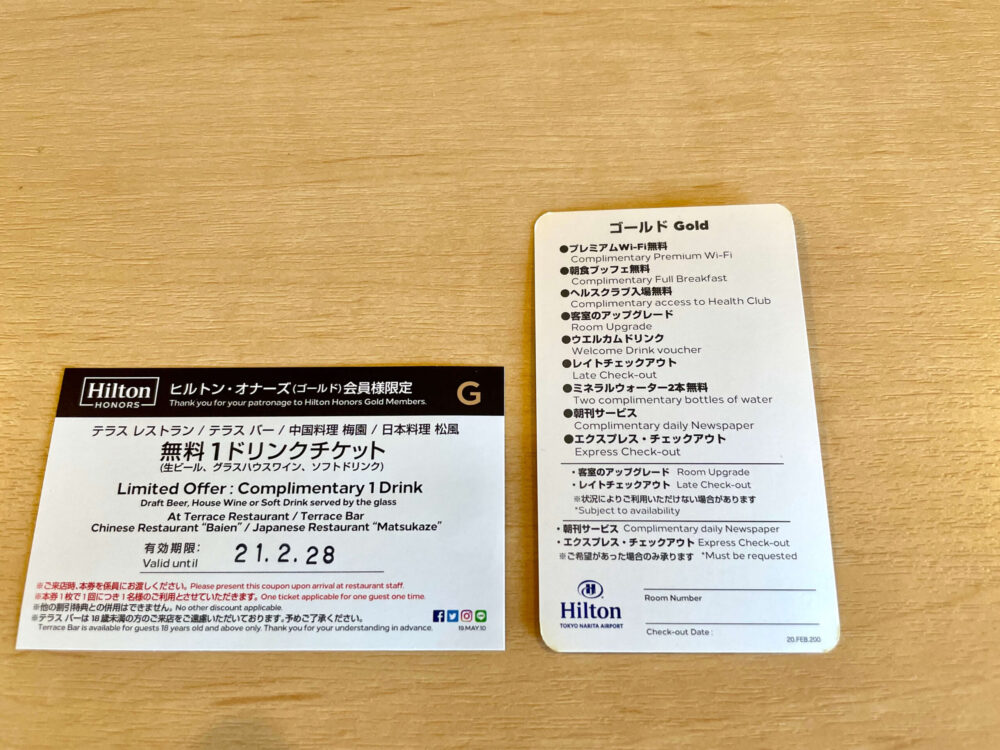 Hilton
HONORS
ヒルトン・オナーズ(ゴールド)会員様限定
Thank you for your patronage to Hilton Honors Gold Members.
G
テラス レストラン / テラス バー / 中国料理 梅園 / 日本料理 松風
無料1ドリンクチケット
(生ビール、グラスハウスワイン、ソフトドリンク)
Limited Offer : Complimentary 1 Drink
Draft Beer, House Wine or Soft Drink served by the glass
At Terrace Restaurant / Terrace Bar
Chinese Restaurant "Baien" / Japanese Restaurant "Matsukaze"
有効期限:
Valid until
21.2.28
※ご来店時、本券を係員にお渡しください。 Please present this coupon upon arrival at restaurant staff.
※本券1枚で1回につき1名様のご利用とさせていただきます。 One ticket applicable for one guest one time.
※他の割引特典との併用はできません。 No other discount applicable.
※テラス バーは18歳未満の方のご来店をご遠慮いただいております。予めご了承ください。
Terrace Bar is available for guests 18 years old and above only. Thank you for your understanding in advance.
19.MAY.10
ゴールド Gold
●プレミアムWi-Fi無料
Complimentary Premium Wi-Fi
●朝食ブッフェ無料
Complimentary Full Breakfast
●ヘルスクラブ入場無料
Complimentary access to Health Club
●客室のアップグレード
Room Upgrade
●ウエルカムドリンク
Welcome Drink voucher
●レイトチェックアウト
Late Check-out
●ミネラルウォーター2本無料
Two complimentary bottles of water
●朝刊サービス
Complimentary daily Newspaper
●エクスプレス・チェックアウト
Express Check-out
・客室のアップグレード Room Upgrade
・レイトチェックアウト Late Check-out
※状況によりご利用いただけない場合があります
*Subject to availability
・朝刊サービス Complimentary daily Newspaper
・エクスプレス・チェックアウト Express Check-out
※ご希望があった場合のみ承ります *Must be requested
H
Hilton
TOKYO NARITA AIRPORT
Room Number
Check-out Date :
20.FEB.200